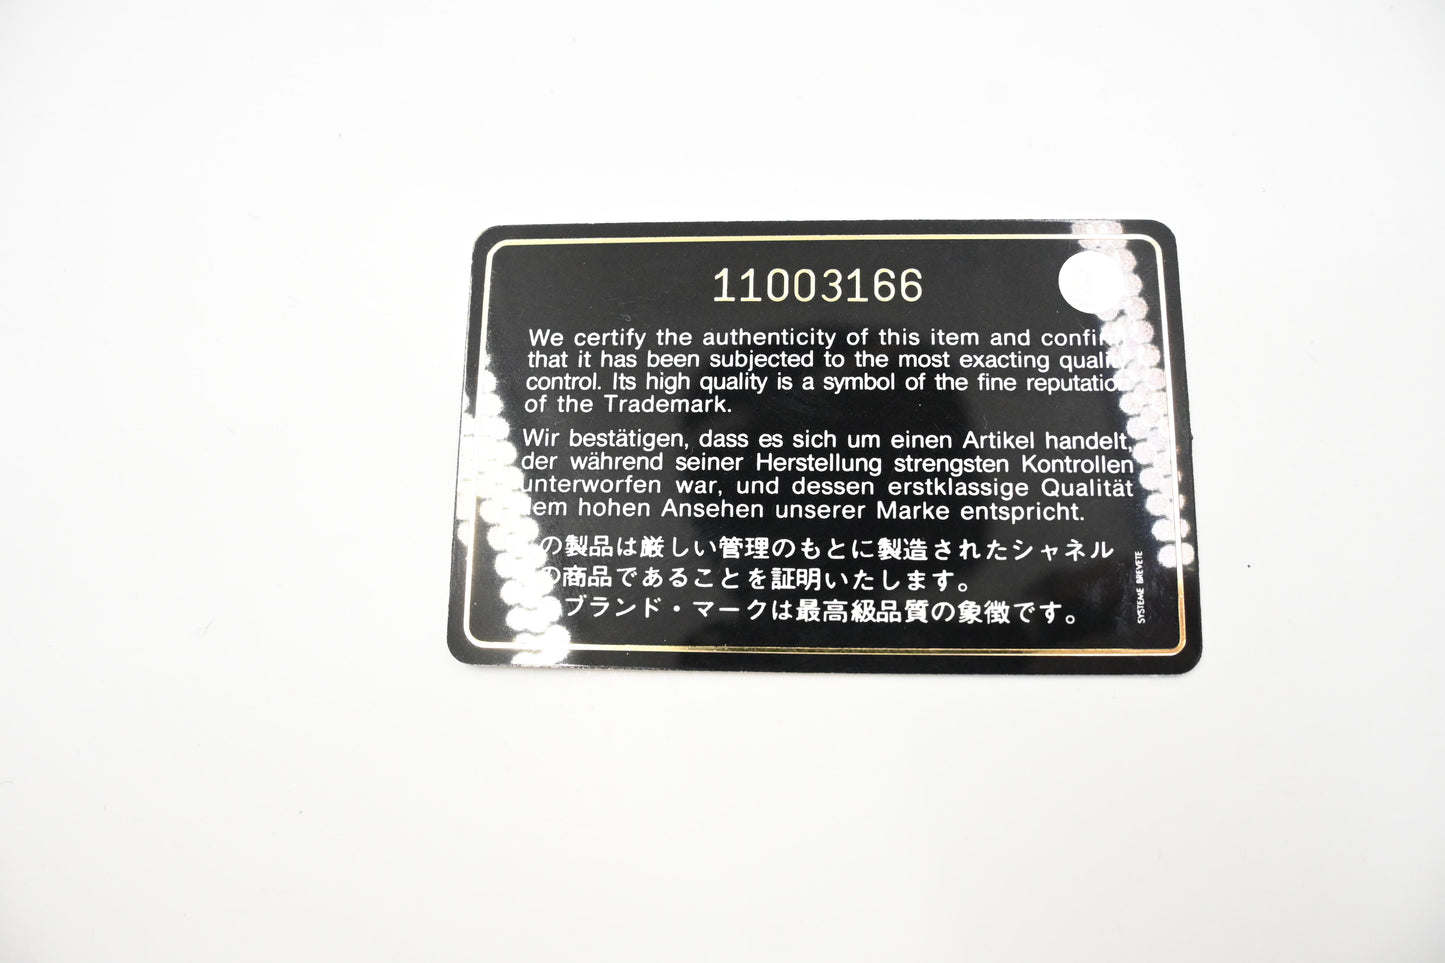 11003166
We certify the authenticity of this item and
that it has been subjected to the most exacting quality
control. Its high quality is a symbol of the fine reputation
of the Trademark.
Wir bestätigen, dass es sich um einen Artikel handelt,
der während seiner Herstellung strengsten Kontrollen
unterworfen war, und dessen erstklassige Qualität
hohen Ansehen unserer Marke entspricht.
の製品は厳しい管理のもとに製造されたシャネル
の商品であることを証明いたします。
ブランド・マークは最高級品質の象徴です。
SYSTEME BREVETE